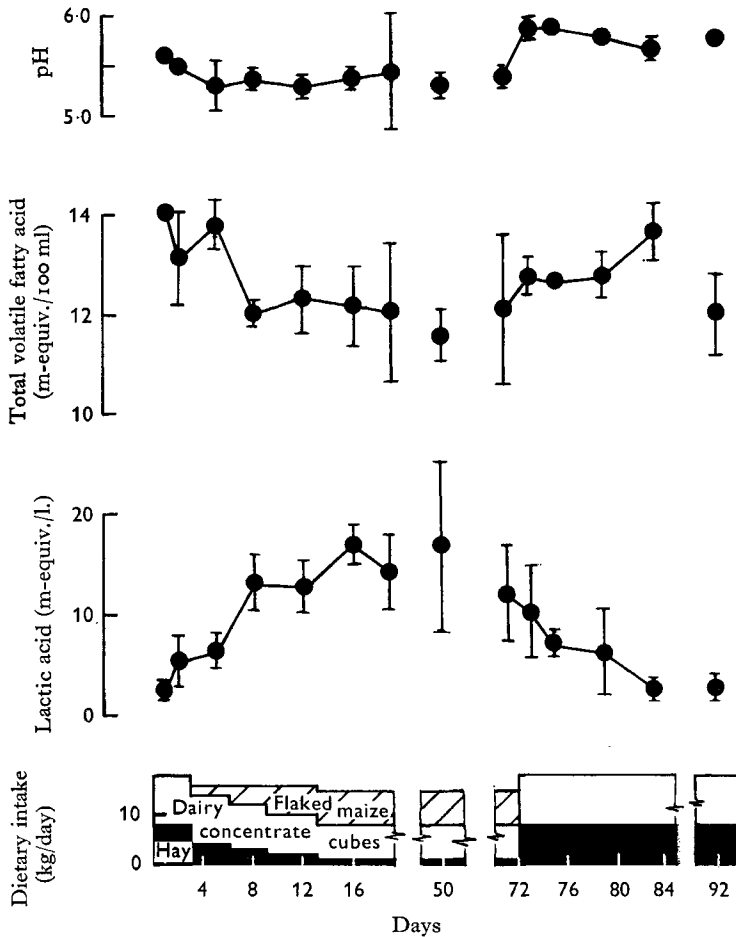 6·0
pH
5·0
14
Total volatile fatty acid
(m-equiv./100 ml)
12
10
20
Lactic acid (m-equiv./l.)
10
0
Dietary intake
(kg/day)
10
0
Dairy
Flaked
maize
concentrate
cubes
Hay
4 8 12 16 50 72 76 80 84 92
Days